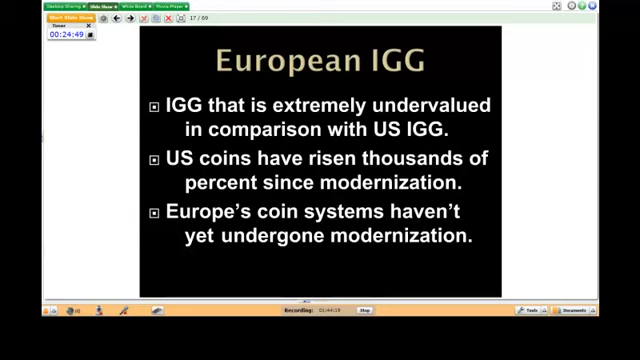 Desktop Sharing
Slide Show
White Board
Movie Player
Start Slide Show
17 / 69
Timer
00:24:49
European IGG
IGG that is extremely undervalued
in comparison with US IGG.
US coins have risen thousands of
percent since modernization.
Europe's coin systems haven't
yet undergone modernization.
Recording:
01:44:19
Stop
Tools
Documents